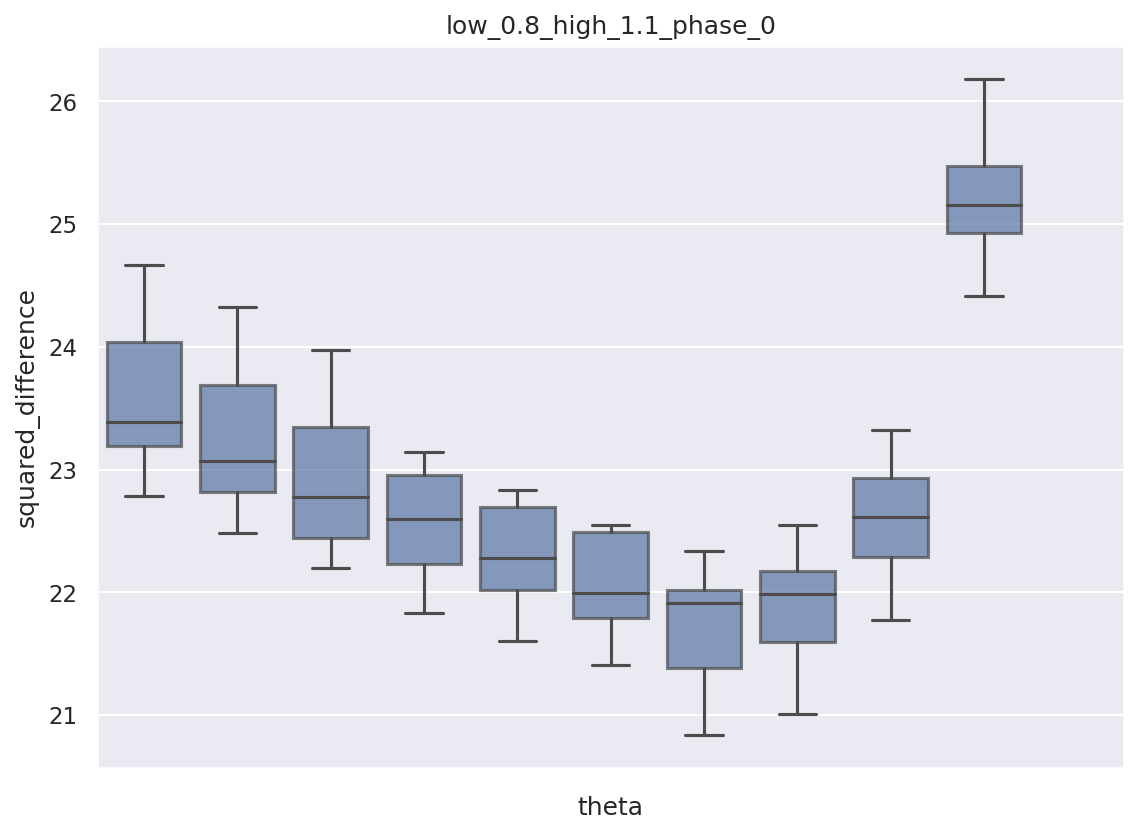 low_0.8_high_1.1_phase_0
26
25
24
23
22
21
squared_difference
theta